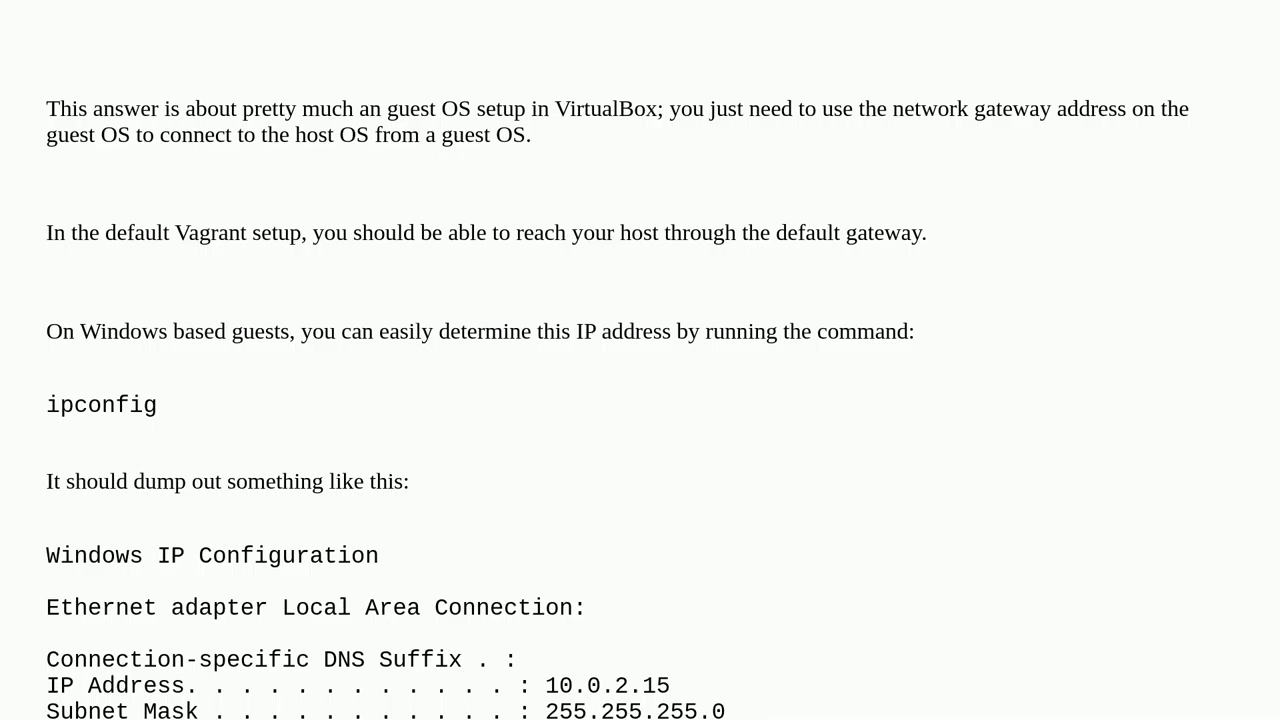 This answer is about pretty much an guest OS setup in VirtualBox; you just need to use the network gateway address on the
guest OS to connect to the host OS from a guest OS.
In the default Vagrant setup, you should be able to reach your host through the default gateway.
On Windows based guests, you can easily determine this IP address by running the command:
ipconfig
It should dump out something like this:
Windows IP Configuration
Ethernet adapter Local Area Connection:
Connection-specific DNS Suffix . :
IP Address. . . . . . . . . . . . : 10.0.2.15
Subnet Mask . . . . . . . . . . . : 255.255.255.0